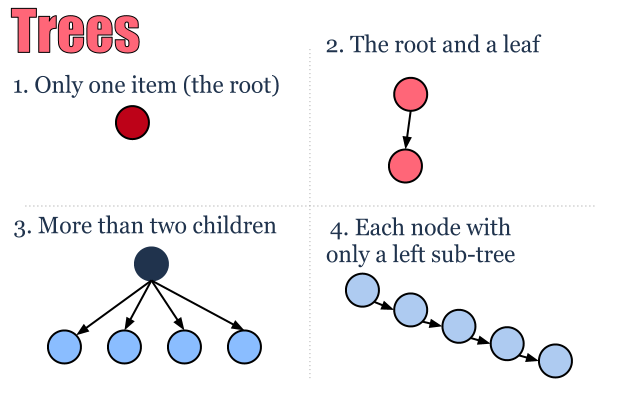 Trees
1. Only one item (the root)
2. The root and a leaf
3. More than two children
4. Each node with
only a left sub-tree